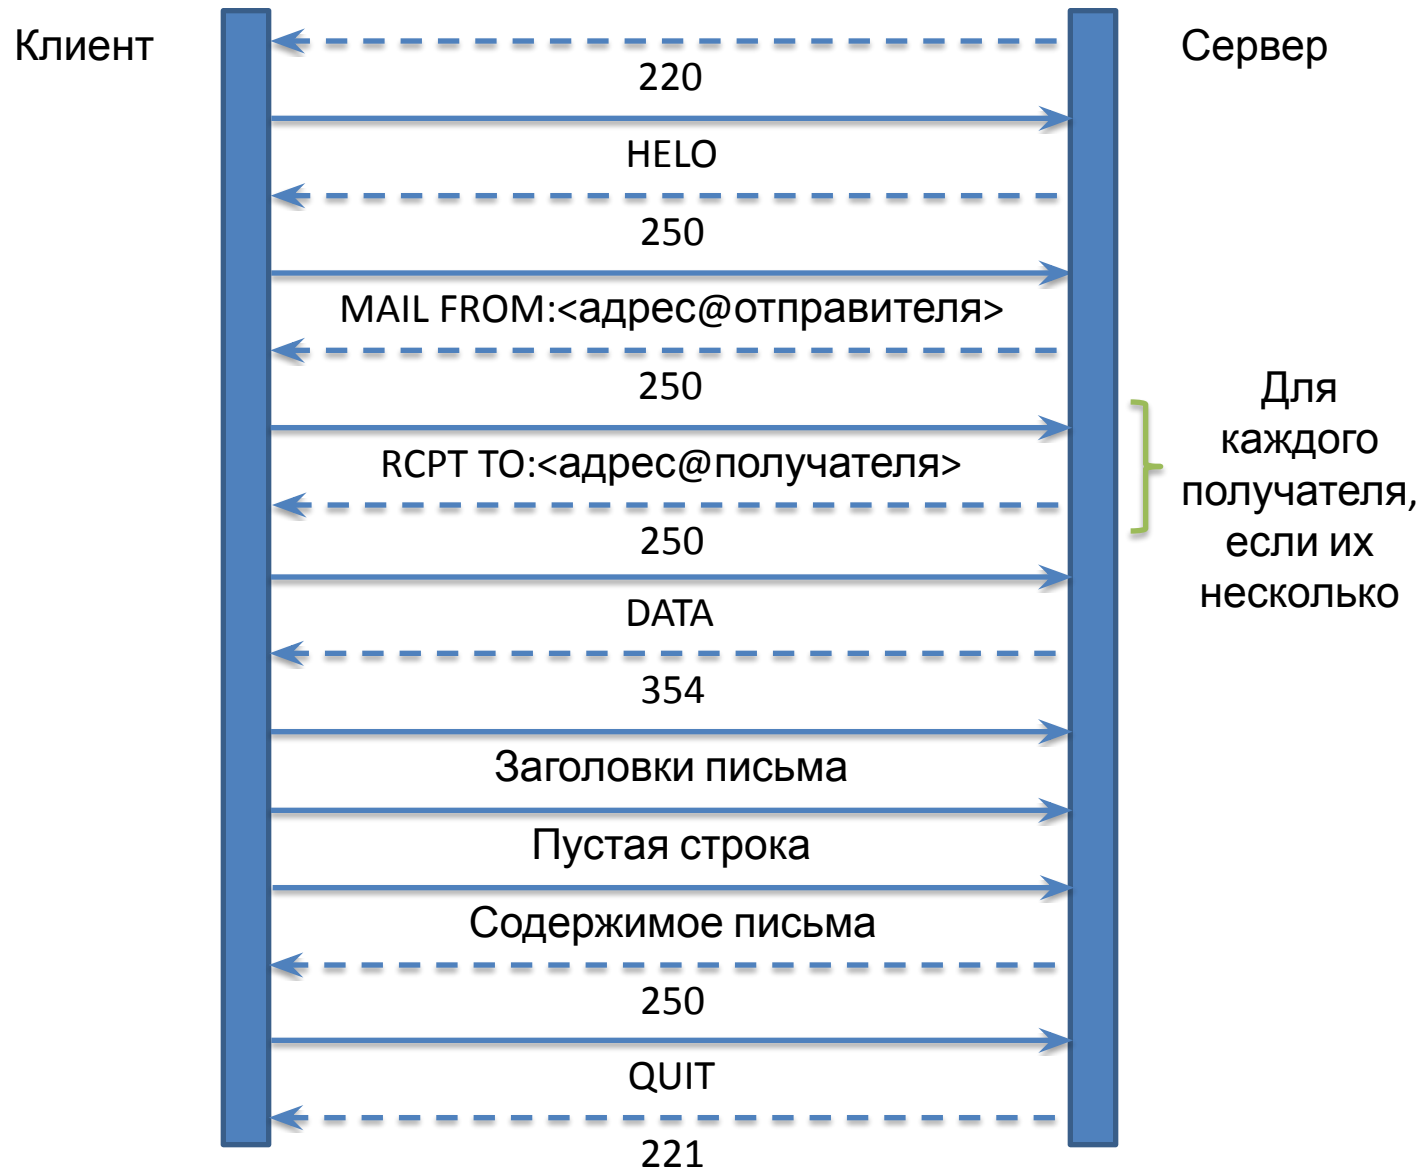 Клиент
Сервер
220
HELO
250
MAIL FROM:<адрес@отправителя>
250
RCPT TO:<адрес@получателя>
250
Для
каждого
получателя,
если их
несколько
DATA
354
Заголовки письма
Пустая строка
Содержимое письма
250
QUIT
221